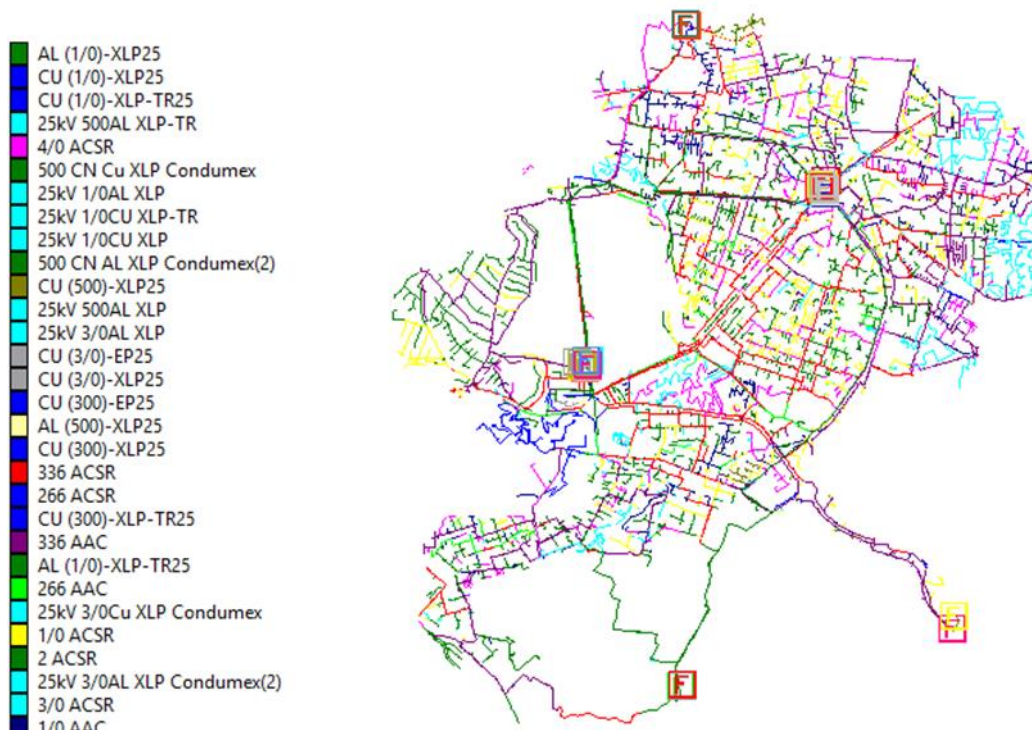 AL (1/0)-XLP25
CU (1/0)-XLP25
CU (1/0)-XLP-TR25
25kV 500AL XLP-TR
4/0 ACSR
500 CN Cu XLP Condumex
25kV 1/0AL XLP
25kV 1/0CU XLP-TR
25kV 1/0CU XLP
500 CN AL XLP Condumex(2)
CU (500)-XLP25
25kV 500AL XLP
25kV 3/0AL XLP
CU (3/0)-EP25
CU (3/0)-XLP25
CU (300)-EP25
AL (500)-XLP25
CU (300)-XLP25
336 ACSR
266 ACSR
CU (300)-XLP-TR25
336 AAC
AL (1/0)-XLP-TR25
266 AAC
25kV 3/0Cu XLP Condumex
1/0 ACSR
2 ACSR
25kV 3/0AL XLP Condumex(2)
3/0 ACSR
1/0 AAC
F
F